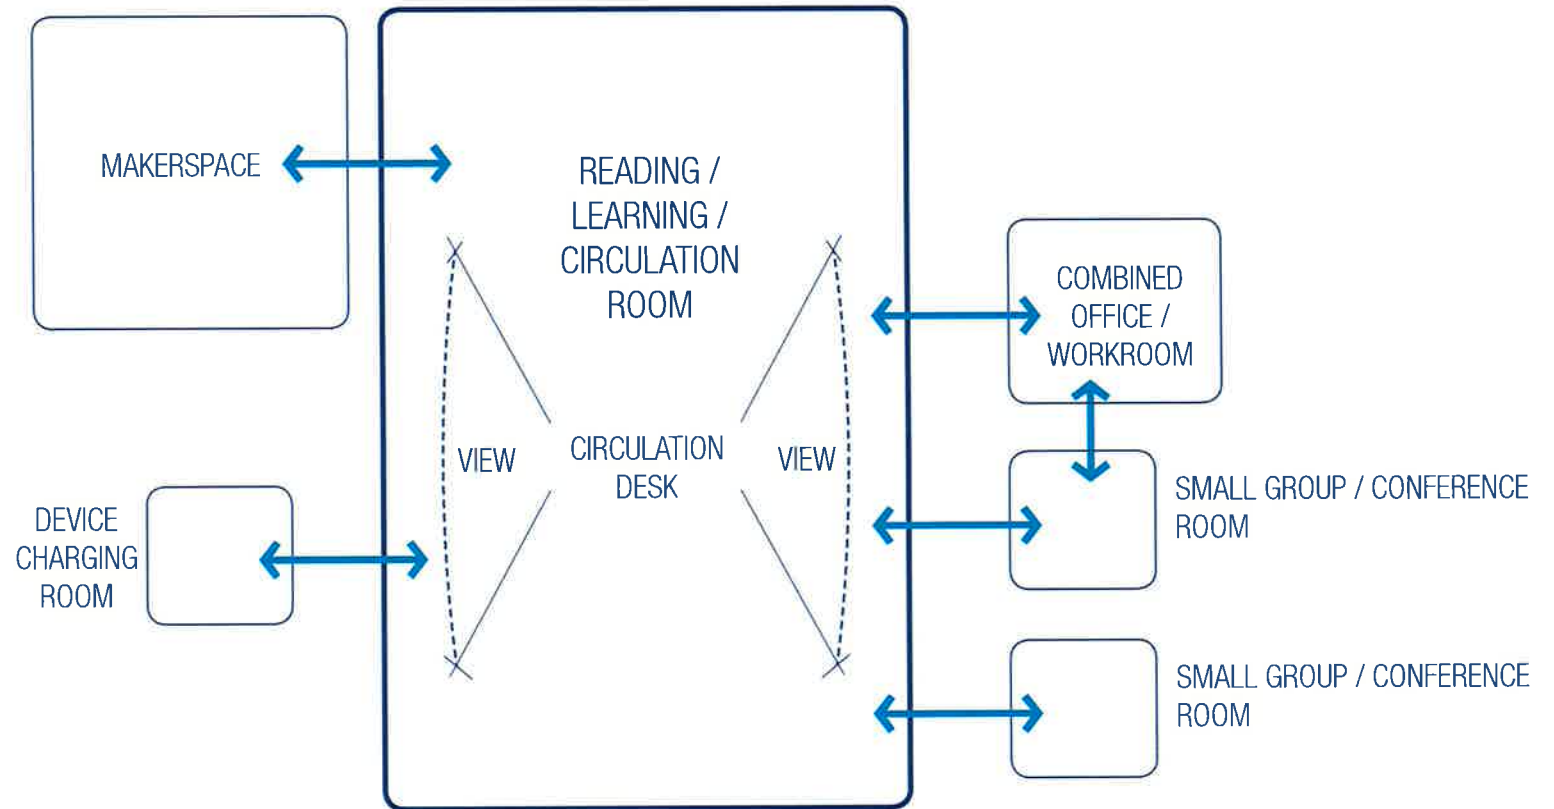 MAKERSPACE
READING /
LEARNING /
CIRCULATION
ROOM
COMBINED
OFFICE /
WORKROOM
VIEW
CIRCULATION
DESK
VIEW
DEVICE
CHARGING
ROOM
SMALL GROUP / CONFERENCE
ROOM
SMALL GROUP / CONFERENCE
ROOM